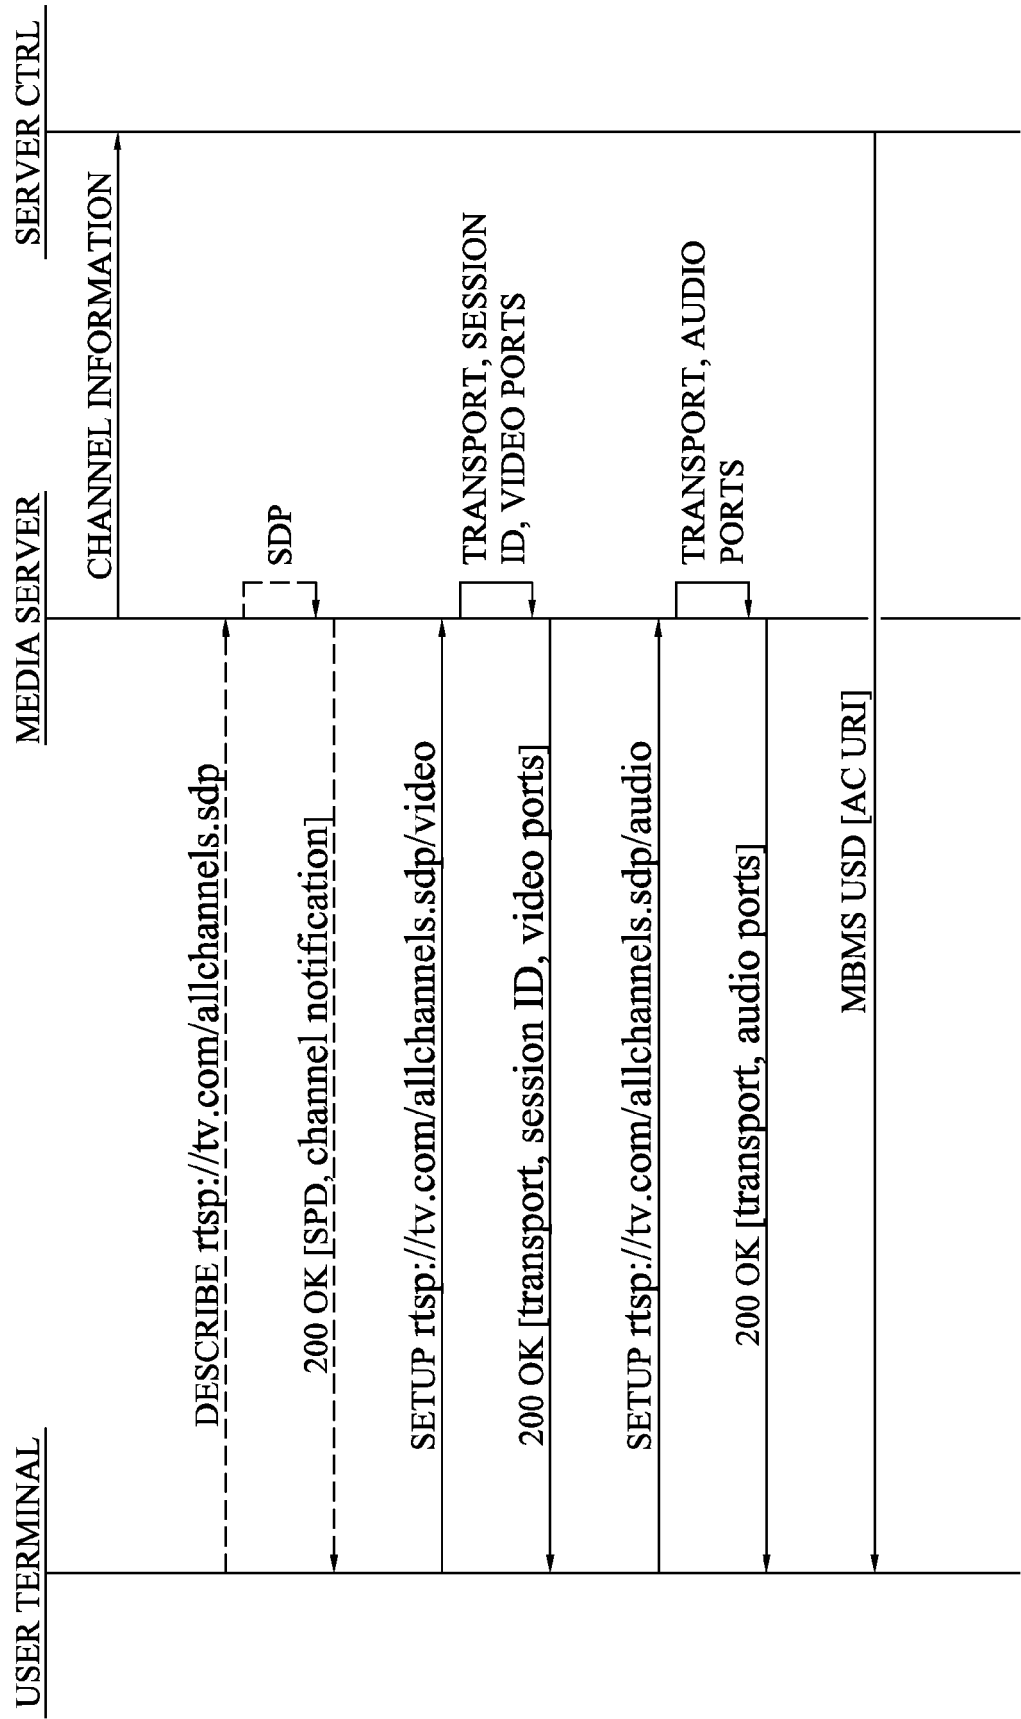 USER TERMINAL
MEDIA SERVER
SERVER CTRL
CHANNEL INFORMATION
DESCRIBE rtsp://tv.com/allchannels.sdp
SDP
200 OK [SPD, channel notification]
SETUP rtsp://tv.com/allchannels.sdp/video
TRANSPORT, SESSION
ID, VIDEO PORTS
200 OK [transport, session ID, video ports]
SETUP rtsp://tv.com/allchannels.sdp/audio
TRANSPORT, AUDIO
PORTS
200 OK [transport, audio ports]
MBMS USD [AC URI]